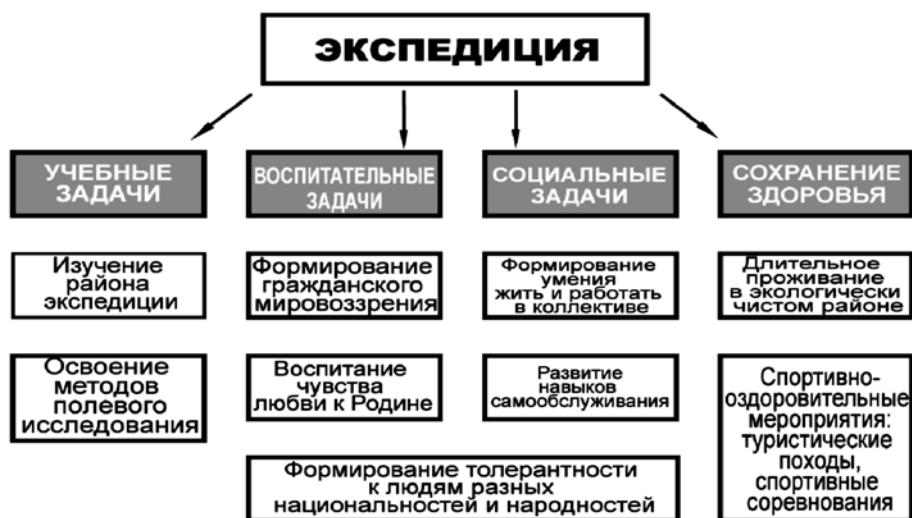 ЭКСПЕДИЦИЯ
УЧЕБНЫЕ
ЗАДАЧИ
ВОСПИТАТЕЛЬНЫЕ
ЗАДАЧИ
СОЦИАЛЬНЫЕ
ЗАДАЧИ
СОХРАНЕНИЕ
ЗДОРОВЬЯ
Изучение
района
экспедиции
Формирование
гражданского
мировоззрения
Формирование
умения
жить и работать
в коллективе
Длительное
проживание
в экологически
чистом районе
Освоение
методов
полевого
исследования
Воспитание
чувства
любви к Родине
Развитие
навыков
самообслуживания
Спортивно-
оздоровительные
мероприятия:
туристические
походы,
спортивные
соревнования
Формирование толерантности
к людям разных
национальностей и народностей